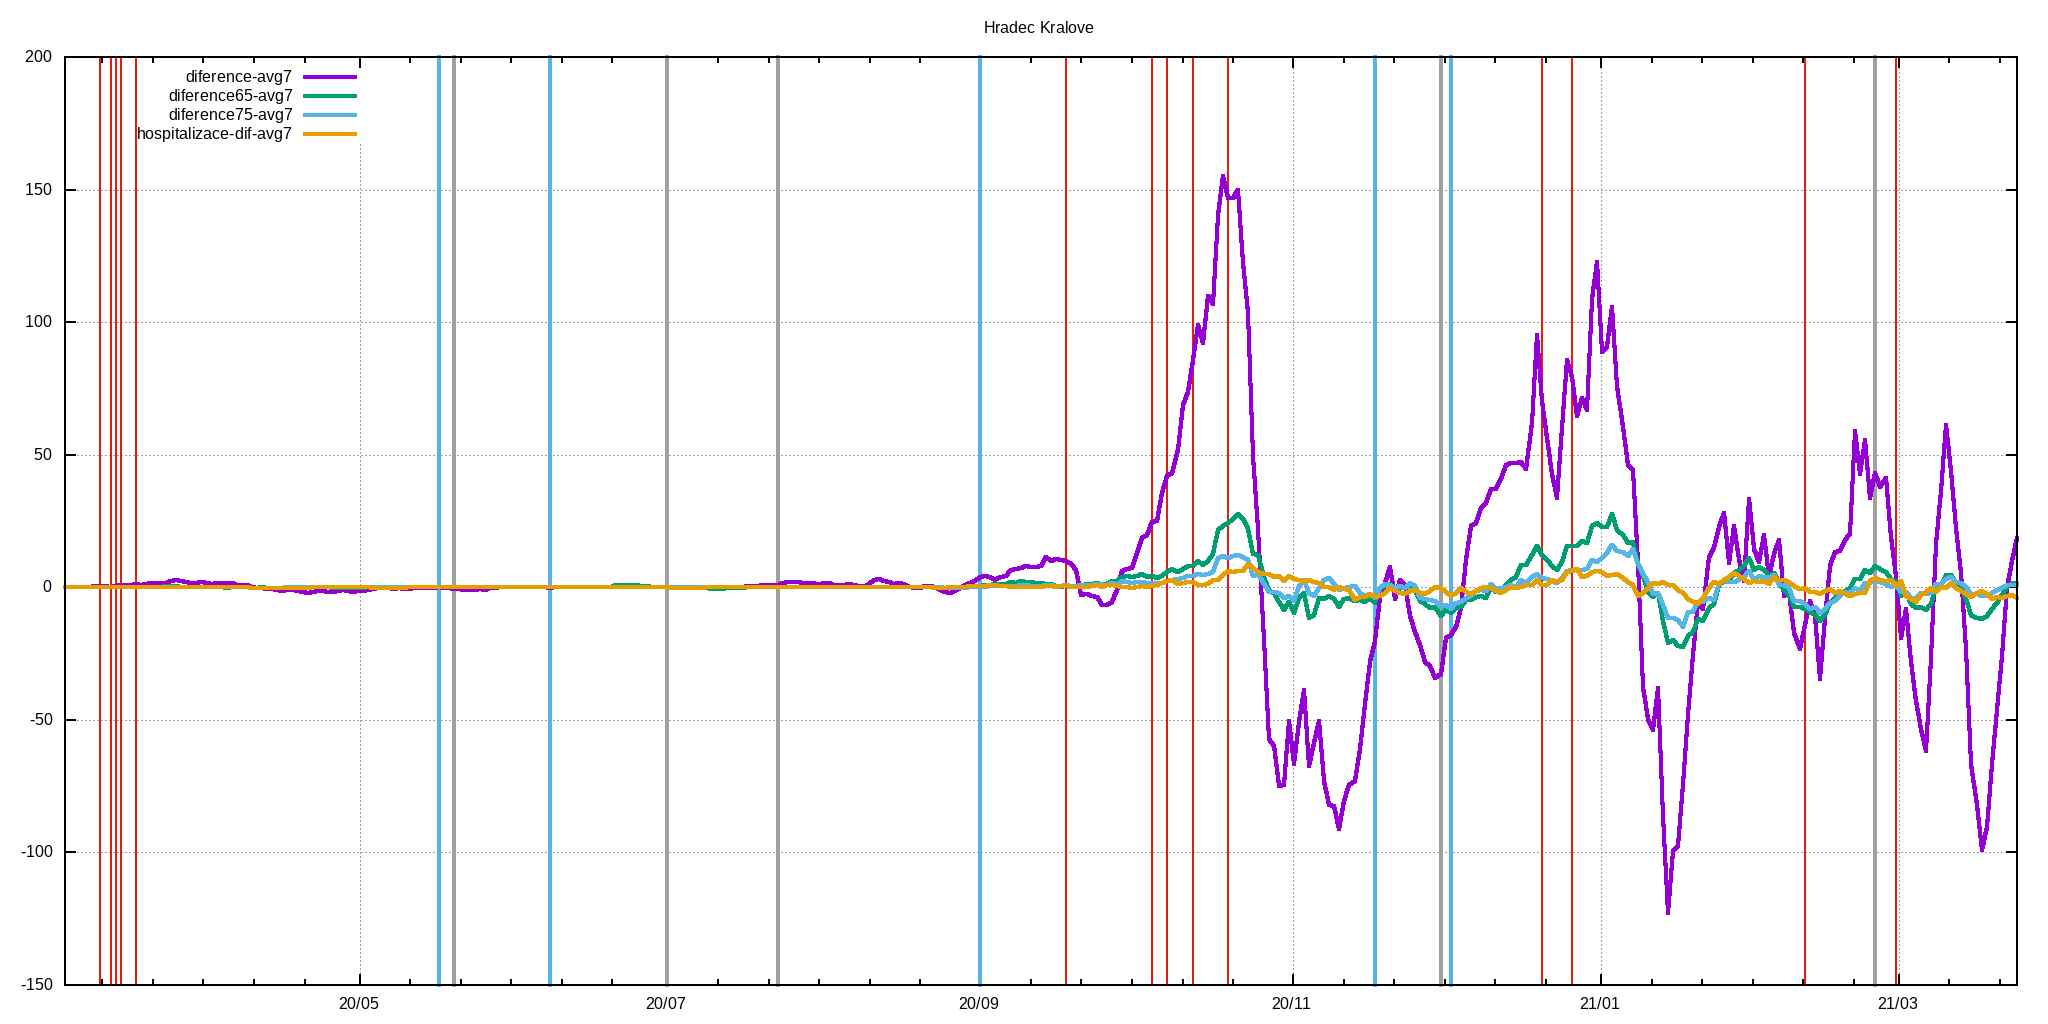 Hradec Kralove
200
150
100
50
0
-50
-100
-150
diference-avg7
diference65-avg7
diference75-avg7
hospitalizace-dif-avg7
20/05
20/07
20/09
20/11
21/01
21/03